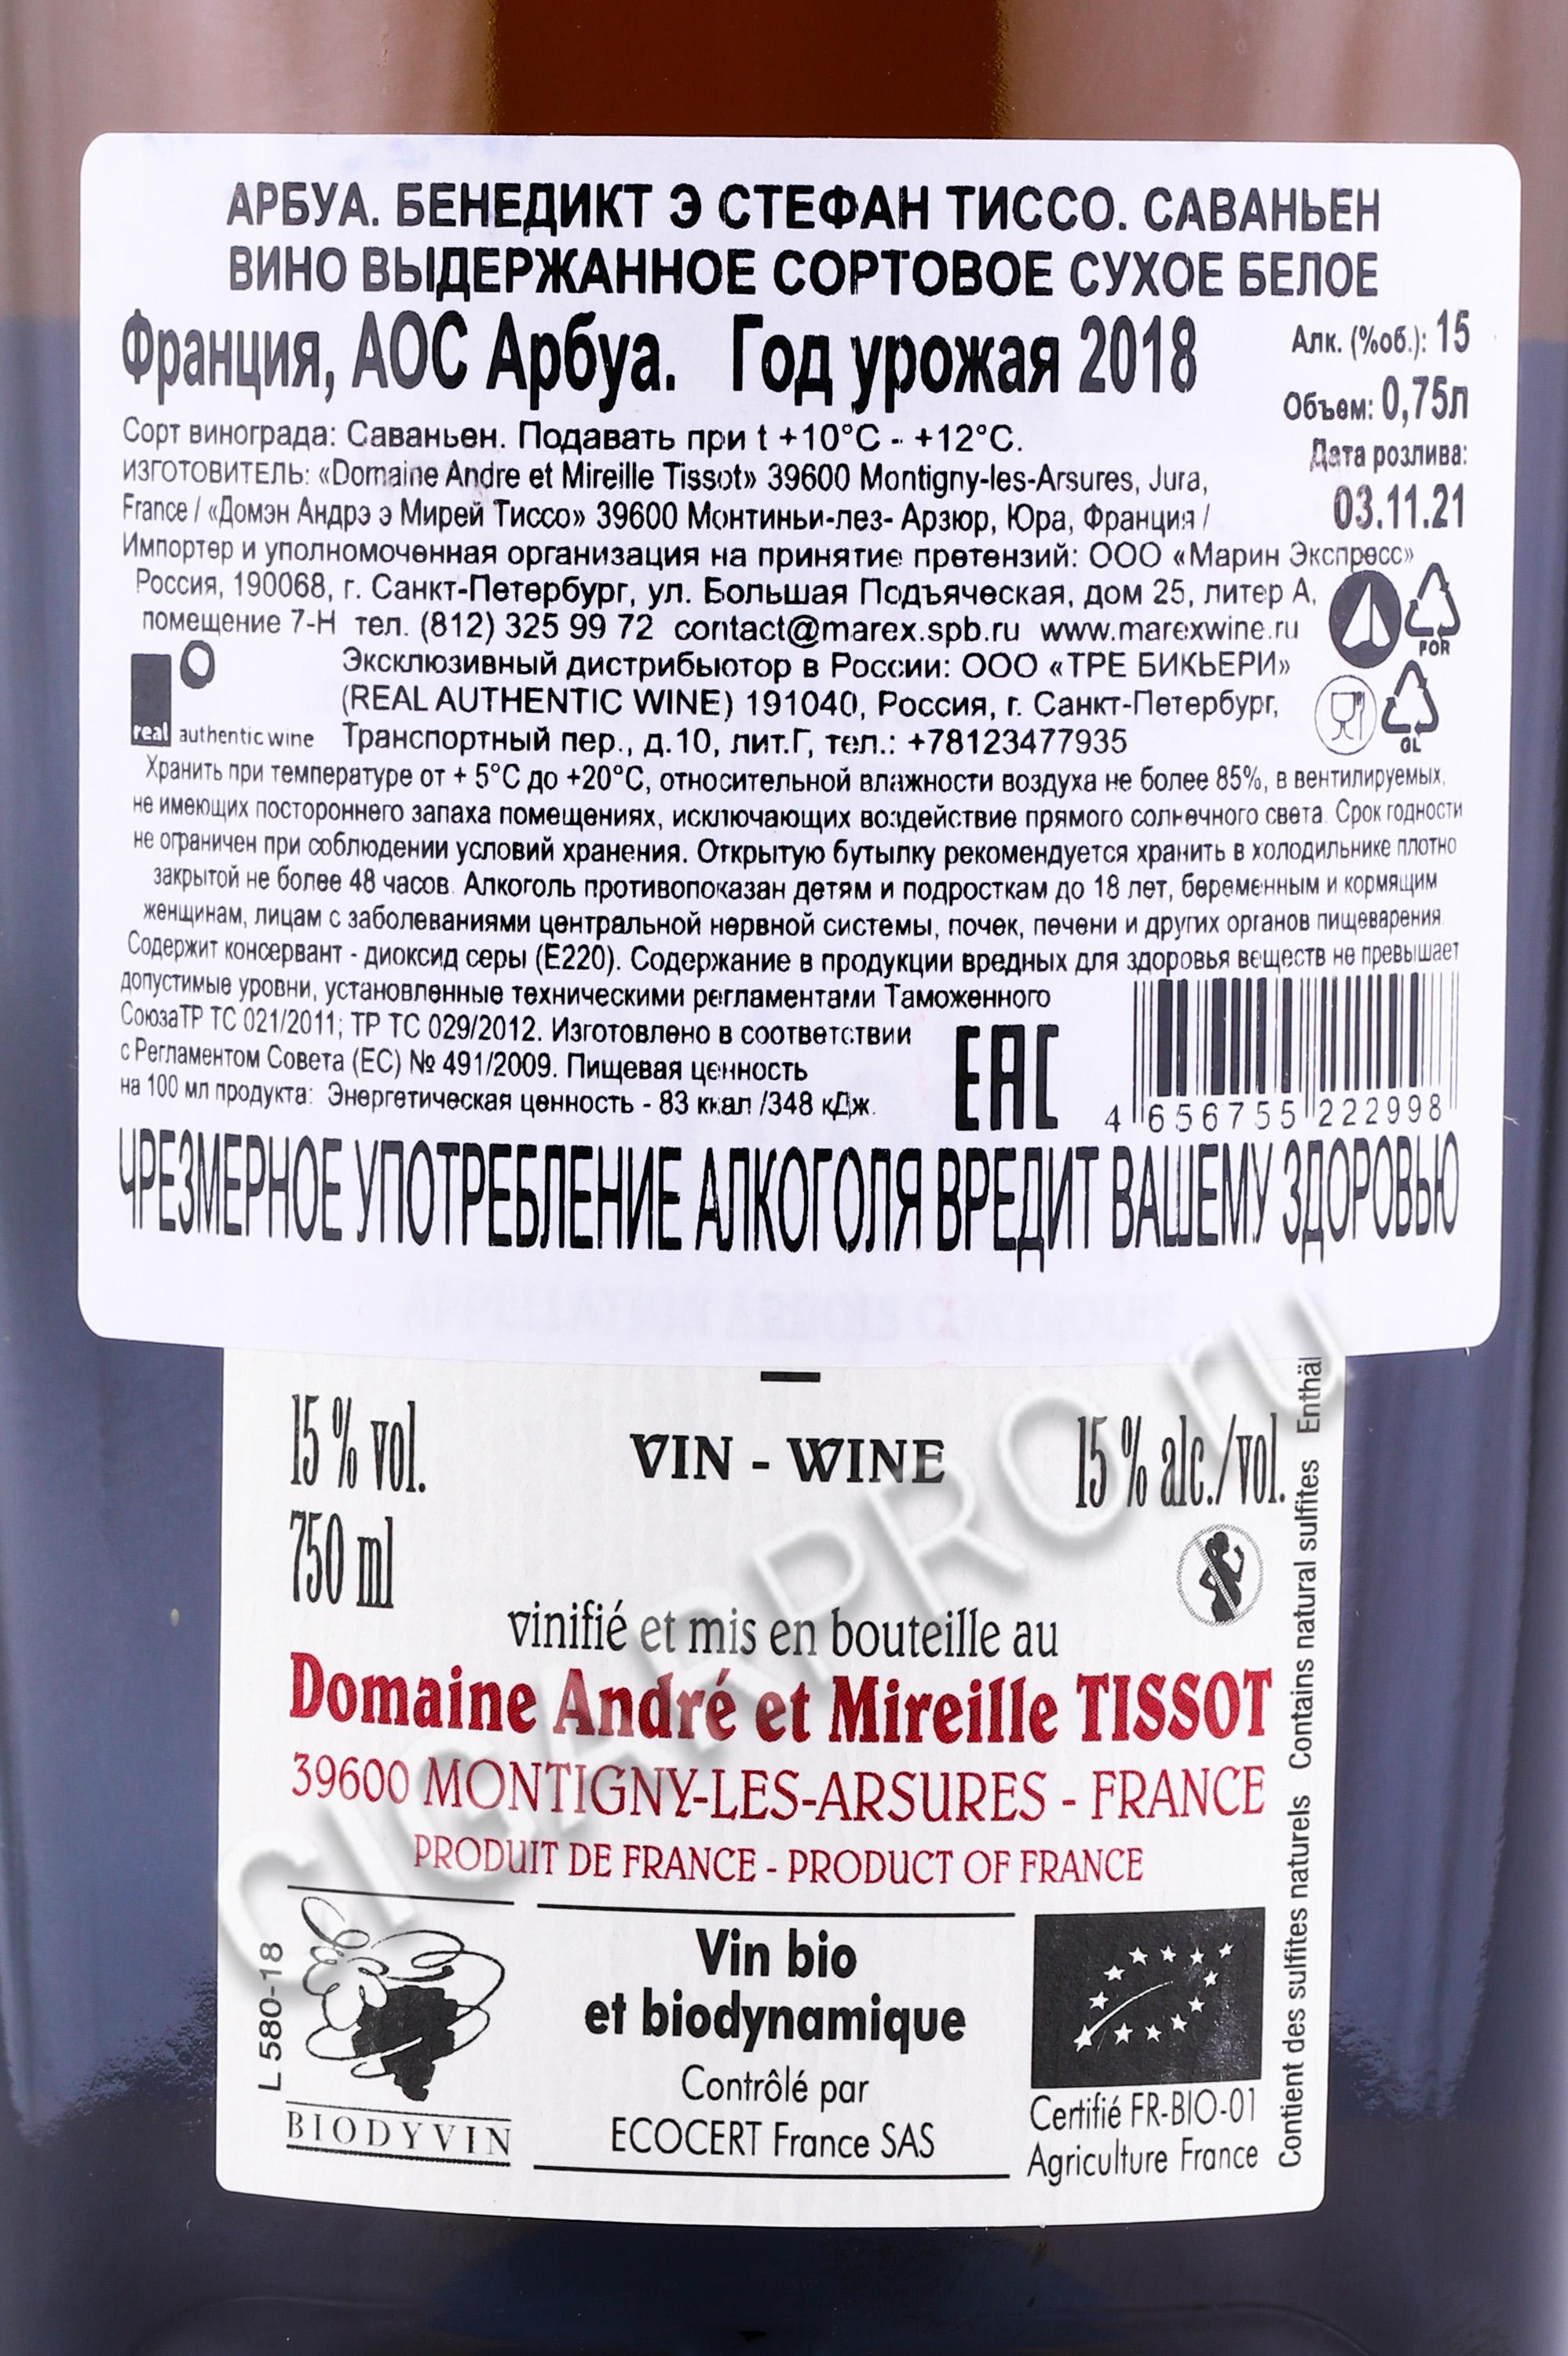 АРБУА. БЕНЕДИКТ Э СТЕФАН ТИССО. САВАНЬЕН
ВИНО ВЫДЕРЖАННОЕ СОРТОВОЕ СУХОЕ БЕЛОЕ
Франция, АОС Арбуа. Год урожая 2018
Алк. (%об.): 15
Объем: 0,75л
Дата розлива:
03.11.21
Сорт винограда: Саваньен. Подавать при t +10°C - +12°C.
ИЗГОТОВИТЕЛЬ: «Domaine Andre et Mireille Tissot» 39600 Montigny-les-Arsures, Jura,
France / «Домэн Андрэ э Мирей Тиссо» 39600 Монтиньи-лез- Арзюр, Юра, Франция /
Импортер и уполномоченная организация на принятие претензий: ООО «Марин Экспресс»
Россия, 190068, г. Санкт-Петербург, ул. Большая Подъяческая, дом 25, литер А,
помещение 7-Н тел. (812) 325 99 72 contact@marex.spb.ru www.marexwine.ru
FOR
real authentic wine
Эксклюзивный дистрибьютор в России: ООО «ТРЕ БИКЬЕРИ»
(REAL AUTHENTIC WINE) 191040, Россия, г. Санкт-Петербург,
Транспортный пер., д.10, лит.Г, тел.: +78123477935
GL
Хранить при температуре от + 5°C до +20°C, относительной влажности воздуха не более 85%, в вентилируемых,
не имеющих постороннего запаха помещениях, исключающих воздействие прямого солнечного света. Срок годности
не ограничен при соблюдении условий хранения. Открытую бутылку рекомендуется хранить в холодильнике плотно
закрытой не более 48 часов. Алкоголь противопоказан детям и подросткам до 18 лет, беременным и кормящим
женщинам, лицам с заболеваниями центральной нервной системы, почек, печени и других органов пищеварения.
Содержит консервант - диоксид серы (Е220). Содержание в продукции вредных для здоровья веществ не превышает
допустимые уровни, установленные техническими регламентами Таможенного
СоюзаТР ТС 021/2011; ТР ТС 029/2012. Изготовлено в соответствии
с Регламентом Совета (ЕС) № 491/2009. Пищевая ценность
на 100 мл продукта: Энергетическая ценность - 83 ккал /348 кДж.
ЕАС
4 656755 222998
ЧРЕЗМЕРНОЕ УПОТРЕБЛЕНИЕ АЛКОГОЛЯ ВРЕДИТ ВАШЕМУ ЗДОРОВЬЮ
15 % vol.
VIN - WINE
15 % alc./vol.
750 ml
vinifié et mis en bouteille au
Domaine André et Mireille TISSOT
39600 MONTIGNY-LES-ARSURES - FRANCE
PRODUIT DE FRANCE - PRODUCT OF FRANCE
L 580-18
BIODYVIN
Vin bio
et biodynamique
Contrôlé par
ECOCERT France SAS
Certifié FR-BIO-01
Agriculture France
Contient des sulfites naturels Contains natural sulfites Enthäl
CIGARPRO.ru